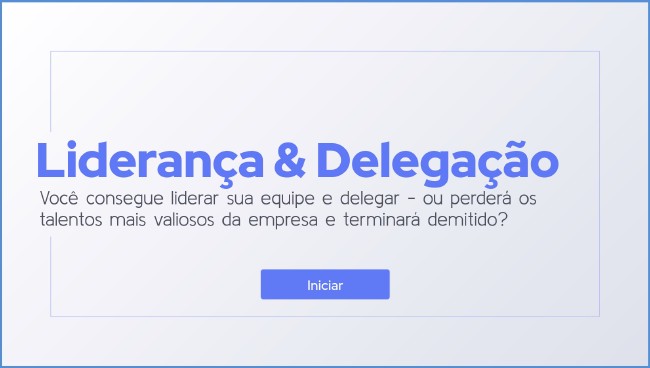 Liderança & Delegação
Você consegue liderar sua equipe e delegar - ou perderá os
talentos mais valiosos da empresa e terminará demitido?
Iniciar